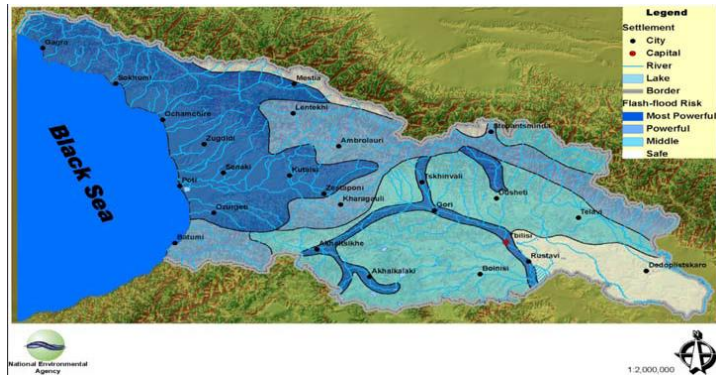 Legend
Settlement
City
Capital
River
Lake
Border
Flash-flood Risk
Most Powerful
Powerful
Middle
Safe
Gagra
Sokhumi
Mestia
Ochamchire
Lentekhi
Stepantsminda
Zugdidi
Ambrolauri
Black Sea
Senaki
Kutaisi
Tskhinvali
Poti
Zestaponi
Dusheti
Kharagouli
Ozurgeti
Gori
Telavi
Batumi
Akhaltsikhe
Tbilisi
Rustavi
Akhalkalaki
Bolnisi
Dedoplistskaro
National Environmental
Agency
1:2,000,000